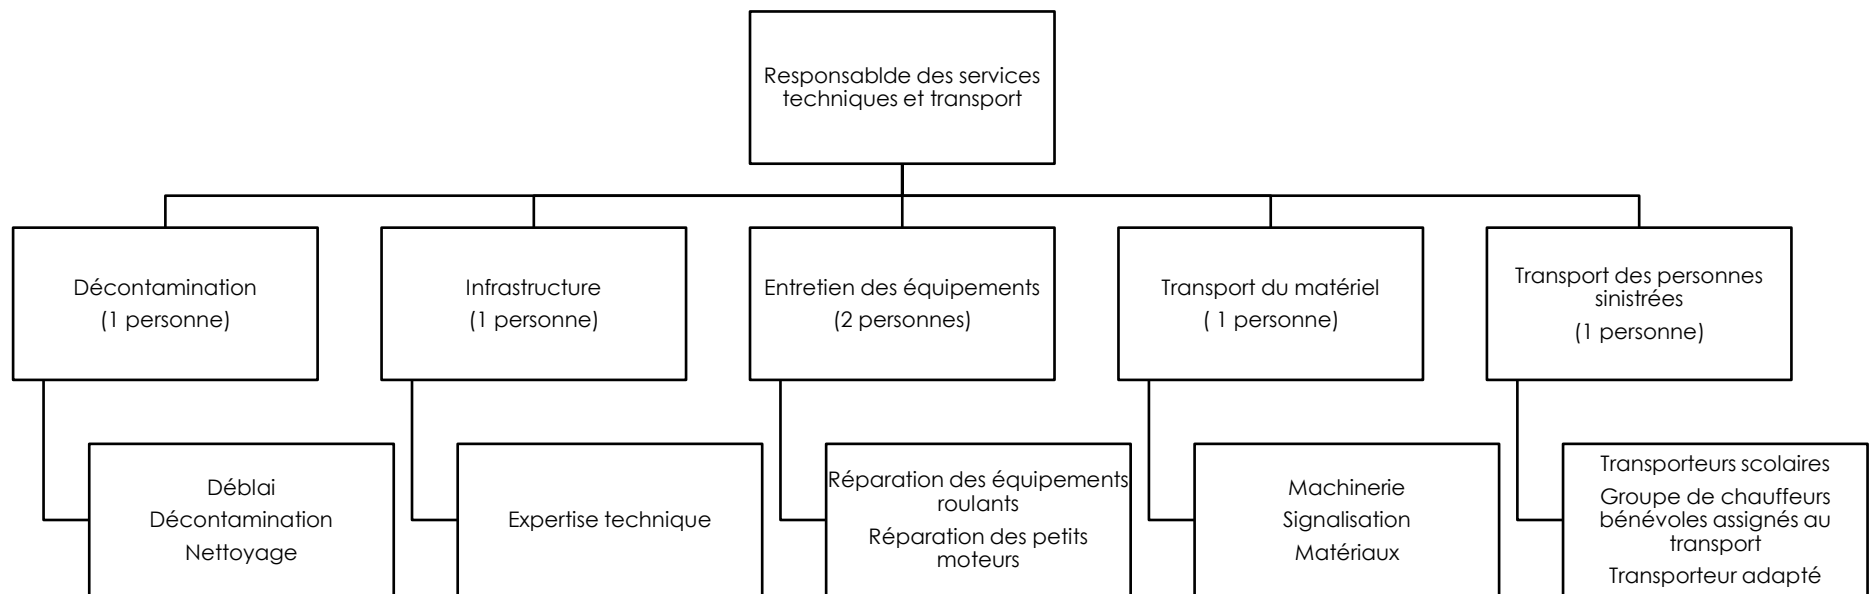 Responsablde des services
techniques et transport
Décontamination
(1 personne)
Infrastructure
(1 personne)
Entretien des équipements
(2 personnes)
Transport du matériel
( 1 personne)
Transport des personnes
sinistrées
(1 personne)
Déblai
Décontamination
Nettoyage
Expertise technique
Réparation des équipements
roulants
Réparation des petits
moteurs
Machinerie
Signalisation
Matériaux
Transporteurs scolaires
Groupe de chauffeurs
bénévoles assignés au
transport
Transporteur adapté